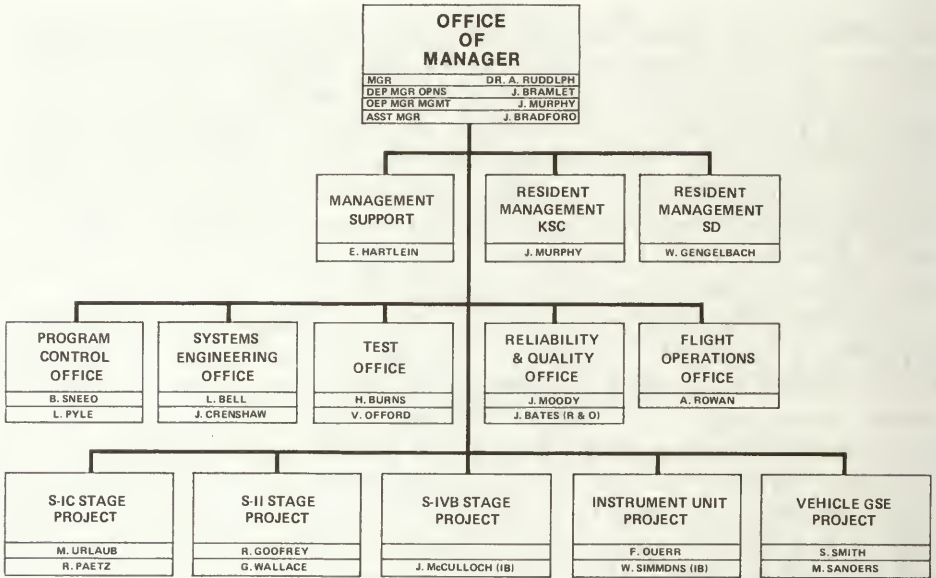 OFFICE
OF
MANAGER
MGR DR. A. RUDDLPH
DEP MGR OPNS J. BRAMLET
OEP MGR MGMT J. MURPHY
ASST MGR J. BRADFORO
MANAGEMENT
SUPPORT
E. HARTLEIN
RESIDENT
MANAGEMENT
KSC
J. MURPHY
RESIDENT
MANAGEMENT
SD
W. GENGELBACH
PROGRAM
CONTROL
OFFICE
B. SNEEO
L. PYLE
SYSTEMS
ENGINEERING
OFFICE
L. BELL
J. CRENSHAW
TEST
OFFICE
H. BURNS
V. OFFORD
RELIABILITY
& QUALITY
OFFICE
J. MOODY
J. BATES (R & O)
FLIGHT
OPERATIONS
OFFICE
A. ROWAN
S-IC STAGE
PROJECT
M. URLAUB
R. PAETZ
S-II STAGE
PROJECT
R. GOOFREY
G. WALLACE
S-IVB STAGE
PROJECT
J. McCULLOCH (IB)
INSTRUMENT UNIT
PROJECT
F. OUERR
W. SIMMDNS (IB)
VEHICLE GSE
PROJECT
S. SMITH
M. SANDERS